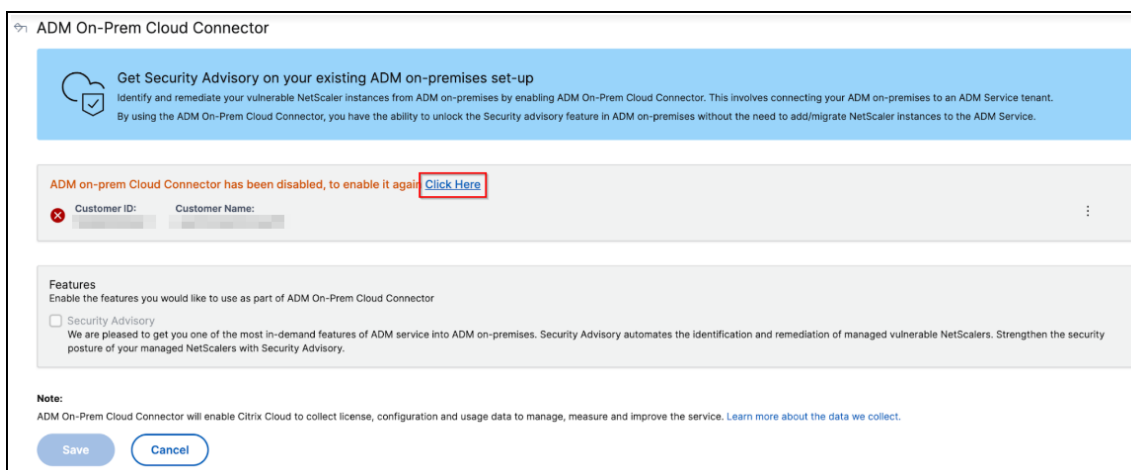 ADM On-Prem Cloud Connector
Get Security Advisory on your existing ADM on-premises set-up
Identify and remediate your vulnerable NetScaler instances from ADM on-premises by enabling ADM On-Prem Cloud Connector. This involves connecting your ADM on-premises to an ADM Service tenant.
By using the ADM On-Prem Cloud Connector, you have the ability to unlock the Security advisory feature in ADM on-premises without the need to add/migrate NetScaler instances to the ADM Service.
ADM on-prem Cloud Connector has been disabled, to enable it again Click Here
Customer ID: Customer Name:
Features
Enable the features you would like to use as part of ADM On-Prem Cloud Connector
Security Advisory
We are pleased to get you one of the most in-demand features of ADM service into ADM on-premises. Security Advisory automates the identification and remediation of managed vulnerable NetScalers. Strengthen the security
posture of your managed NetScalers with Security Advisory.
Note:
ADM On-Prem Cloud Connector will enable Citrix Cloud to collect license, configuration and usage data to manage, measure and improve the service. Learn more about the data we collect.
Save Cancel